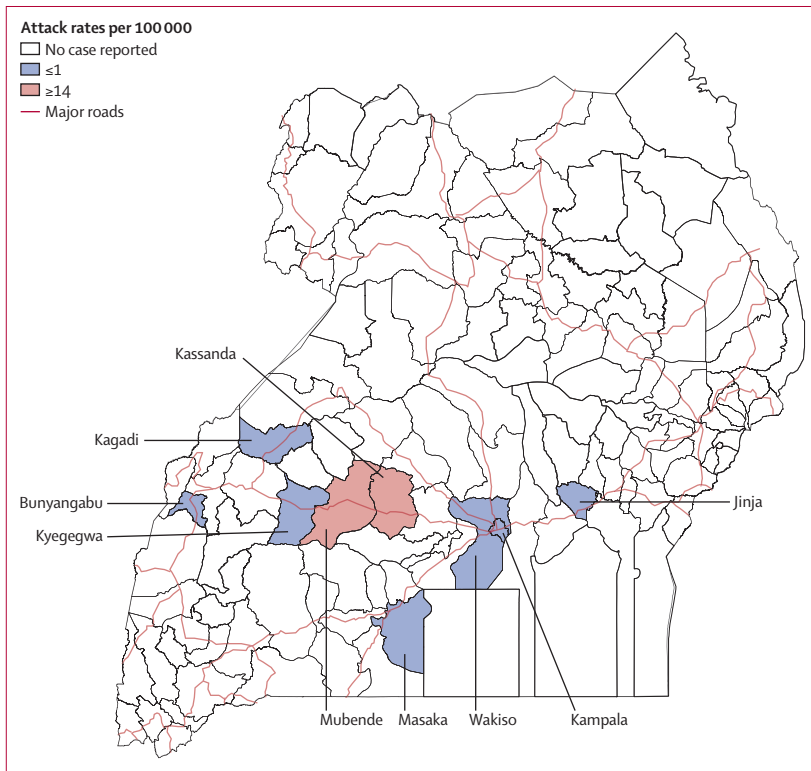 Attack rates per 100 000
No case reported
≤1
≥14
Major roads
Kassanda
Kagadi
Bunyangabu
Kyegegwa
Jinja
Mubende
Masaka
Wakiso
Kampala